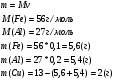 m = Mν
M(Fe) = 56г/моль
M(Al) = 27г/моль
m(Fe) = 56*0,1 = 5,6(г)
m(Al) = 27*0,2 = 5,4(г)
m(Cu) = 13 – (5,6 + 5,4) = 2(г)